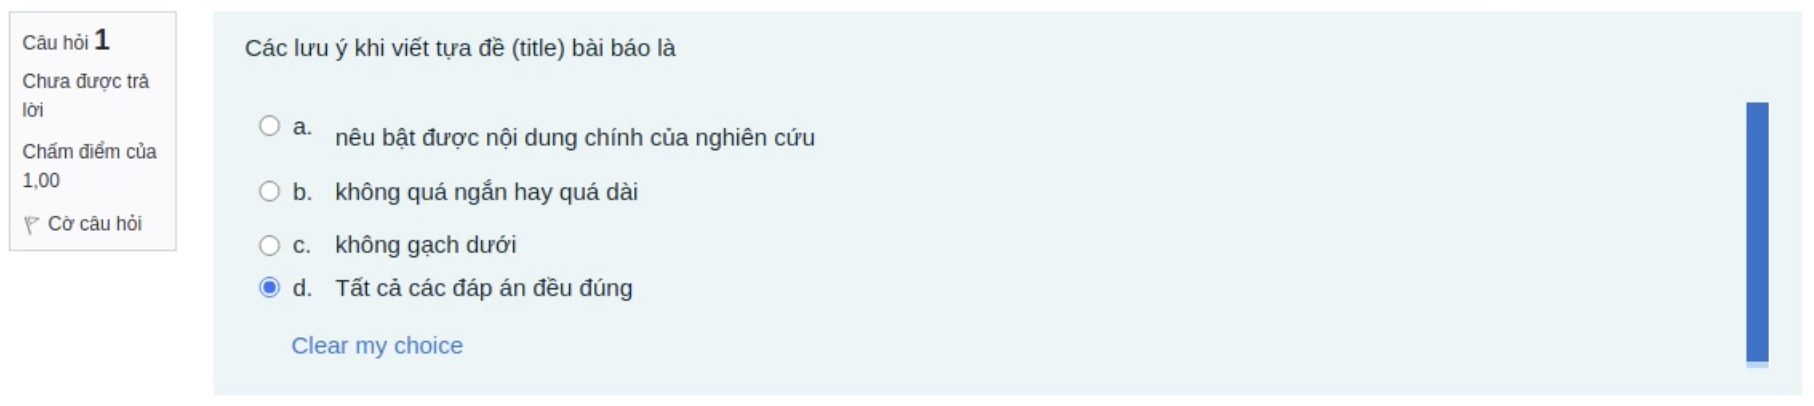 Câu hỏi 1
Chưa được trả
lời
Chấm điểm của
1,00
Cờ câu hỏi
Các lưu ý khi viết tựa đề (title) bài báo là
a. nêu bật được nội dung chính của nghiên cứu
b. không quá ngắn hay quá dài
c. không gạch dưới
d. Tất cả các đáp án đều đúng
Clear my choice